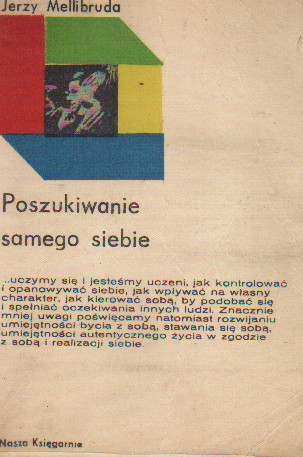 Jerzy Mellibruda
Poszukiwanie
samego siebie
...uczymy się i jesteśmy uczeni, jak kontrolować
i opanowywać siebie, jak wpływać na własny
charakter, jak kierować sobą, by podobać się
i spełniać oczekiwania innych ludzi. Znacznie
mniej uwagi poświęcamy natomiast rozwijaniu
umiejętności bycia z sobą, stawania się sobą,
umiejętności autentycznego życia w zgodzie
z sobą i realizacji siebie.
Nasza Księgarnia